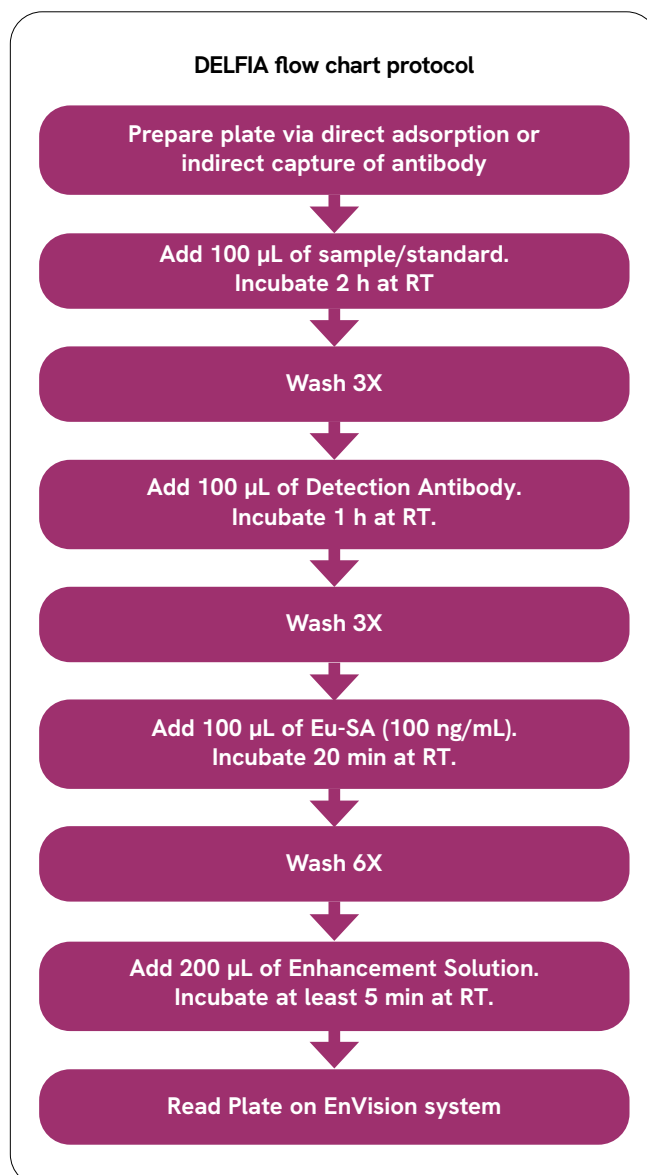 DELFIA flow chart protocol
Prepare plate via direct adsorption or
indirect capture of antibody
Add 100 µL of sample/standard.
Incubate 2 h at RT
Wash 3X
Add 100 µL of Detection Antibody.
Incubate 1 h at RT.
Wash 3X
Add 100 µL of Eu-SA (100 ng/mL).
Incubate 20 min at RT.
Wash 6X
Add 200 µL of Enhancement Solution.
Incubate at least 5 min at RT.
Read Plate on EnVision system